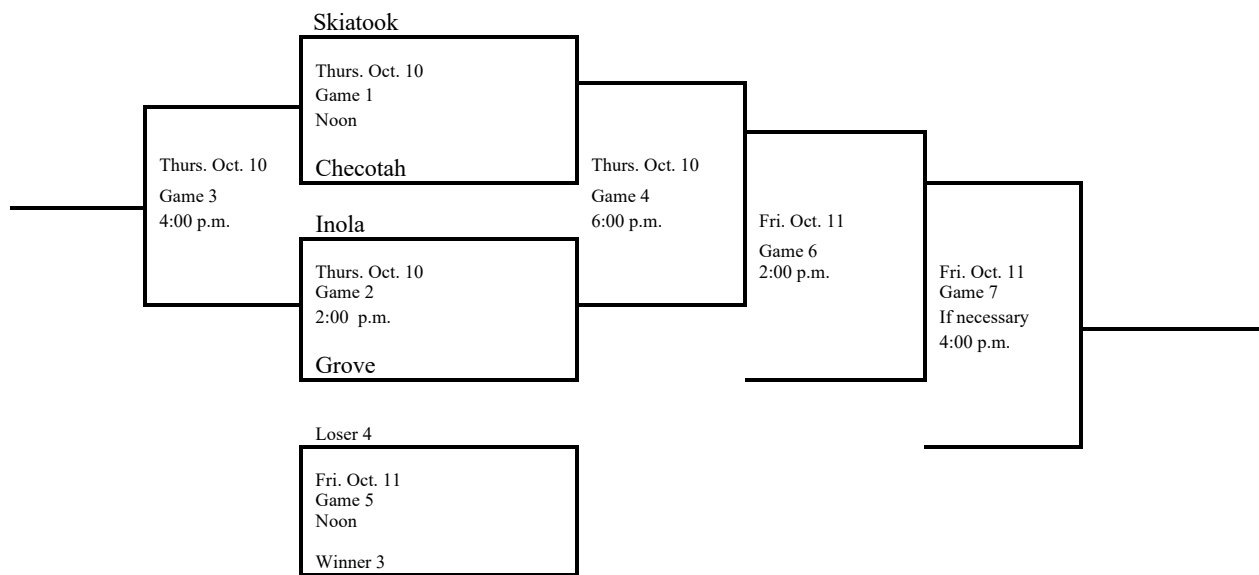 Skiatook
Thurs. Oct. 10
Game 1
Noon
Checotah
Thurs. Oct. 10
Game 3
4:00 p.m.
Inola
Thurs. Oct. 10
Game 2
2:00  p.m.
Grove
Thurs. Oct. 10
Game 4
6:00 p.m.
Fri. Oct. 11
Game 6
2:00 p.m.
Fri. Oct. 11
Game 7
If necessary
4:00 p.m.
Loser 4
Fri. Oct. 11
Game 5
Noon
Winner 3